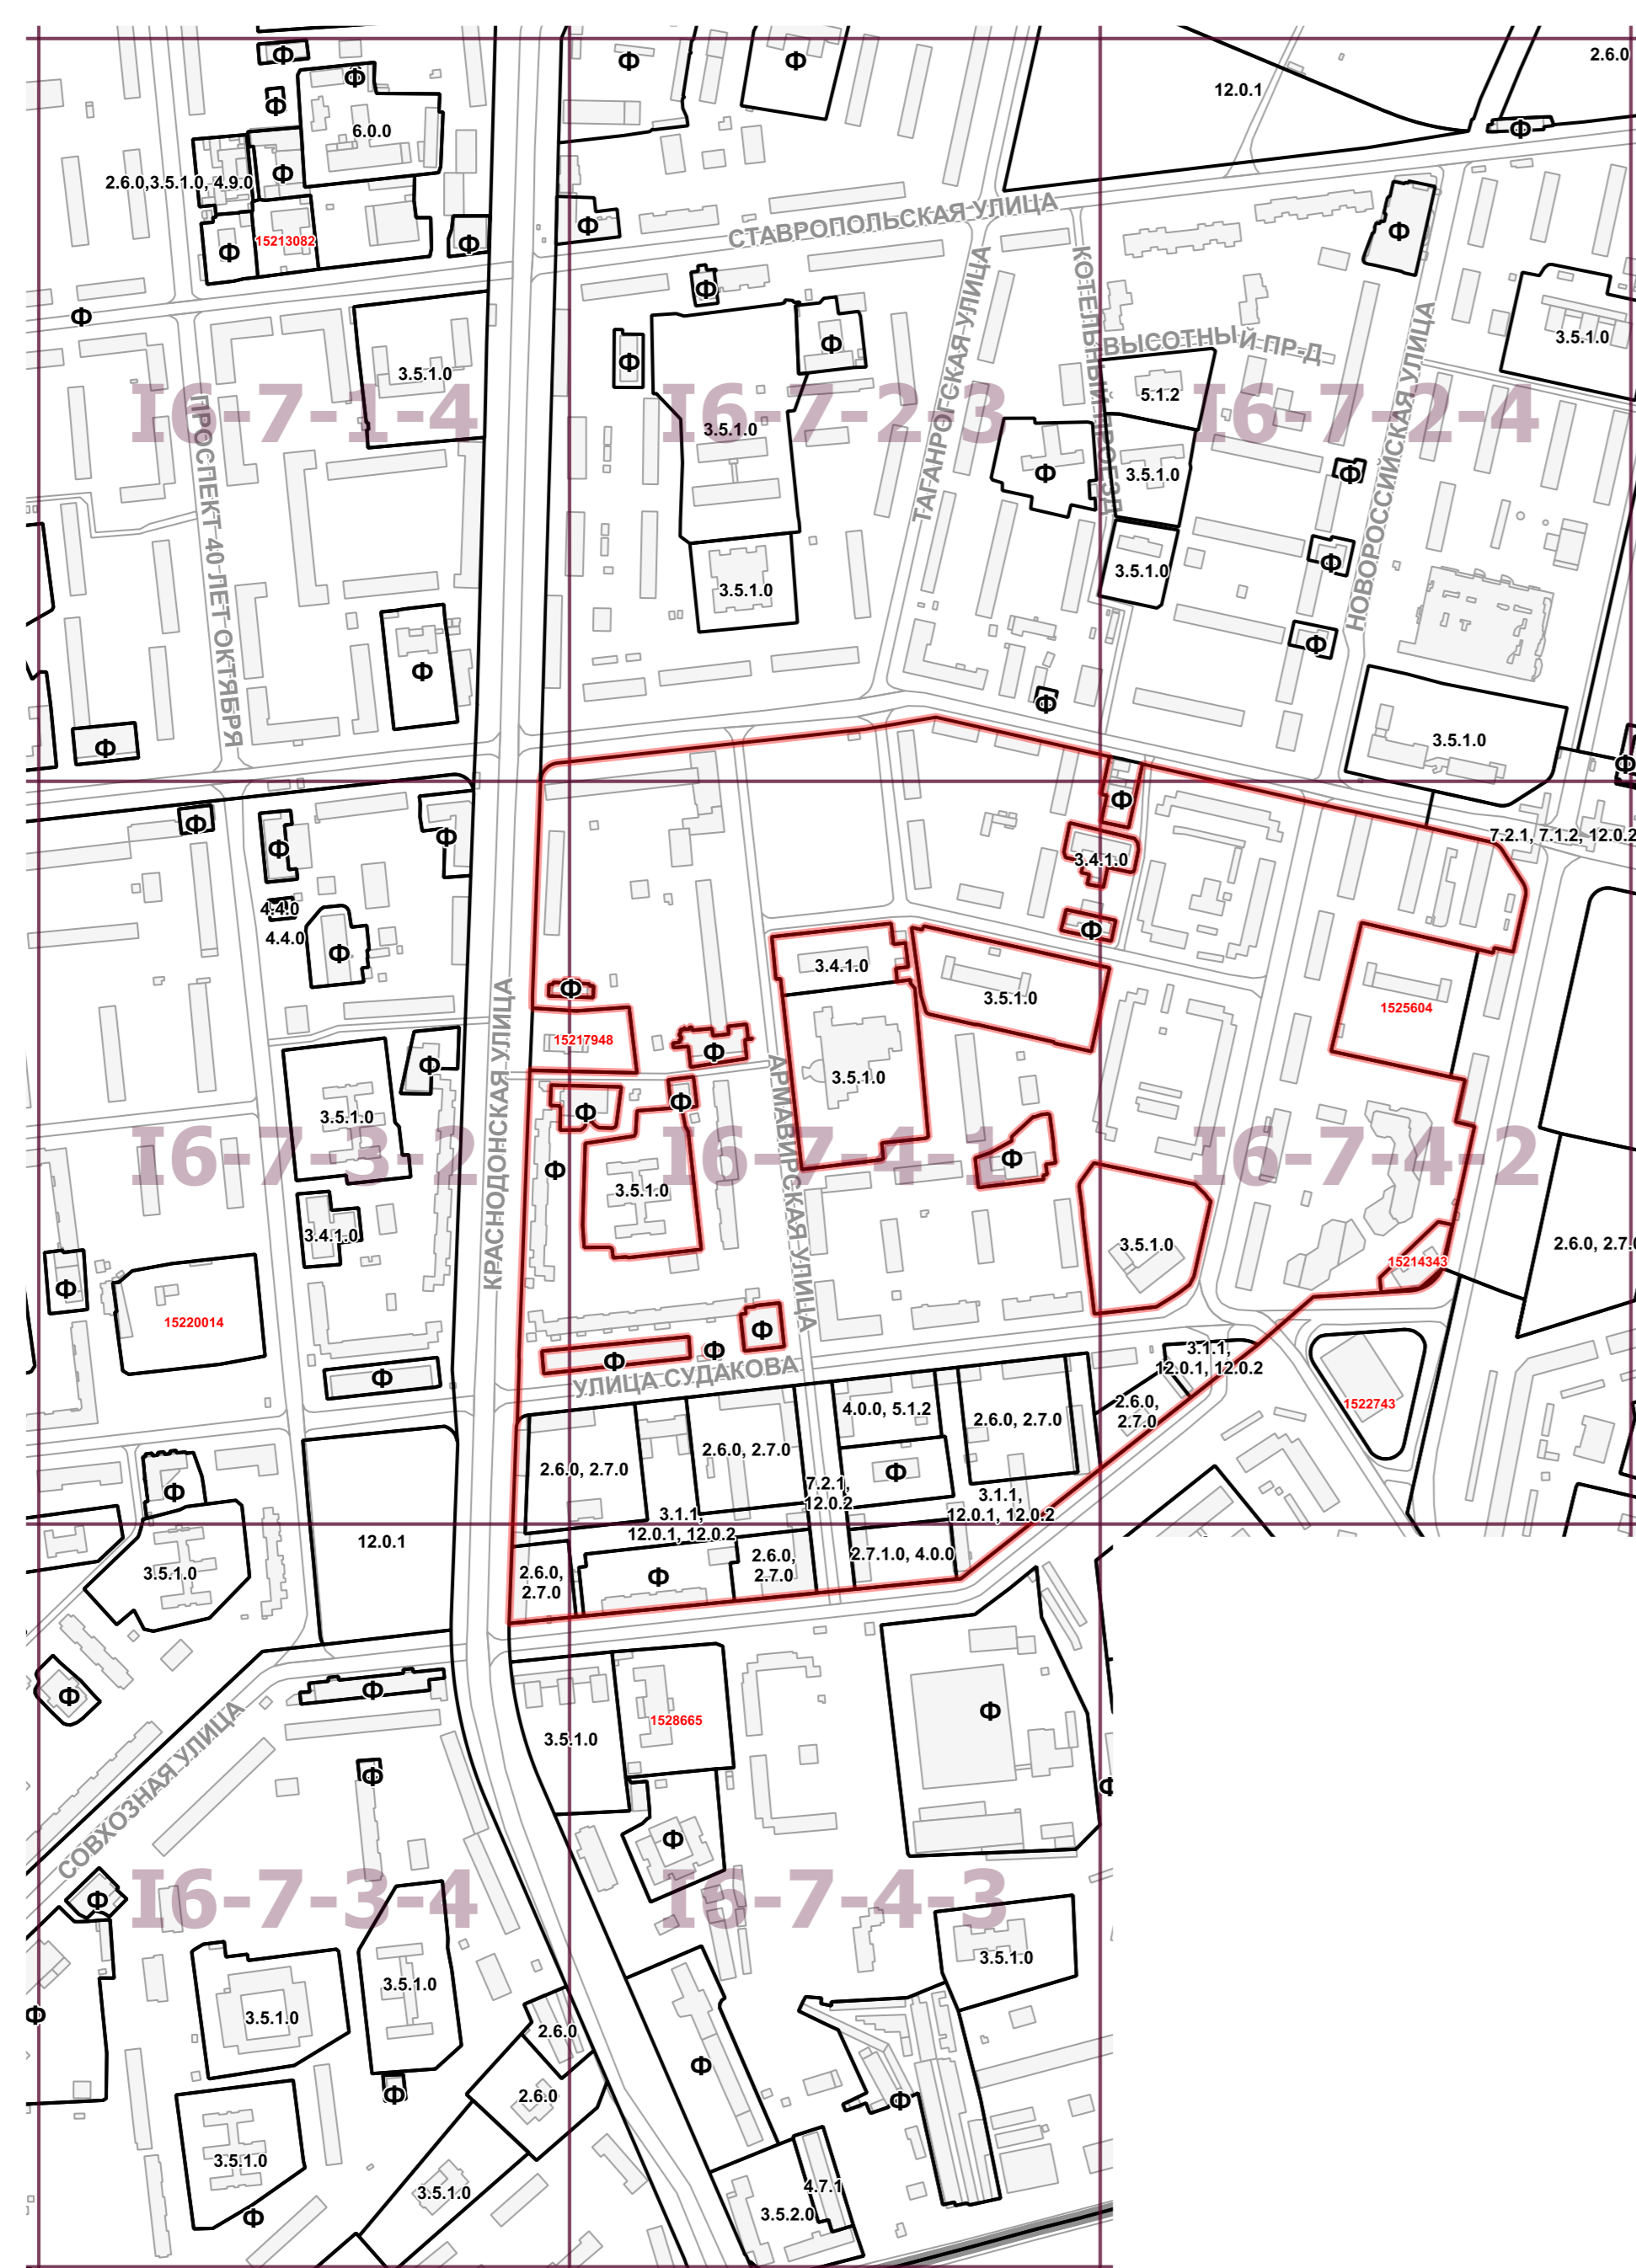 2.6.0
Ф
Ф
Ф
Ф
12.0.1
Ф
6.0.0
Ф
Ф
2.6.0,3.5.1.0, 4.9.0
СТАВРОПОЛЬСКАЯ УЛИЦА
Ф
Ф
15213082
Ф
Ф
Ф
КОТЕЛЬНЫЙ ПРОЕЗД
Ф
Ф
3.5.1.0
ВЫСОТНЫЙ ПР-Д
Ф
Ф
3.5.1.0
5.1.2
I6-7-1-4
I6-7-2-3
I6-7-2-4
3.5.1.0
ТАГАНРОГСКАЯ УЛИЦА
НОВОРОССИЙСКАЯ УЛИЦА
Ф
3.5.1.0
Ф
ПРОСПЕКТ 40 ЛЕТ ОКТЯБРЯ
Ф
3.5.1.0
3.5.1.0
Ф
Ф
Ф
Ф
3.5.1.0
Ф
Ф
Ф
Ф
7.2.1, 7.1.2, 12.0.2
Ф
Ф
3.4.1.0
4.4.0
4.4.0
Ф
Ф
3.4.1.0
Ф
3.5.1.0
1525604
15217948
Ф
Ф
3.5.1.0
Ф
Ф
3.5.1.0
КРАСНОДОНСКАЯ УЛИЦА
АРМАВИРСКАЯ УЛИЦА
I6-7-3-2
I6-7-4-1
I6-7-4-2
Ф
Ф
3.5.1.0
3.4.1.0
3.5.1.0
2.6.0, 2.7.0
15214343
Ф
15220014
Ф
Ф
Ф
УЛИЦА СУДАКОВА
Ф
3.1.1,
12.0.1, 12.0.2
1522743
4.0.0, 5.1.2
2.6.0, 2.7.0
2.6.0,
2.7.0
2.6.0, 2.7.0
2.6.0, 2.7.0
Ф
Ф
7.2.1,
12.0.2
3.1.1,
12.0.1, 12.0.2
3.1.1,
12.0.1, 12.0.2
12.0.1
2.7.1.0, 4.0.0
2.6.0,
2.7.0
3.5.1.0
2.6.0,
2.7.0
Ф
Ф
Ф
СОВХОЗНАЯ УЛИЦА
Ф
1528665
3.5.1.0
Ф
Ф
Ф
I6-7-3-4
I6-7-4-3
Ф
3.5.1.0
3.5.1.0
Ф
3.5.1.0
2.6.0
Ф
Ф
2.6.0
Ф
3.5.1.0
3.5.1.0
4.7.1
3.5.2.0
Ф